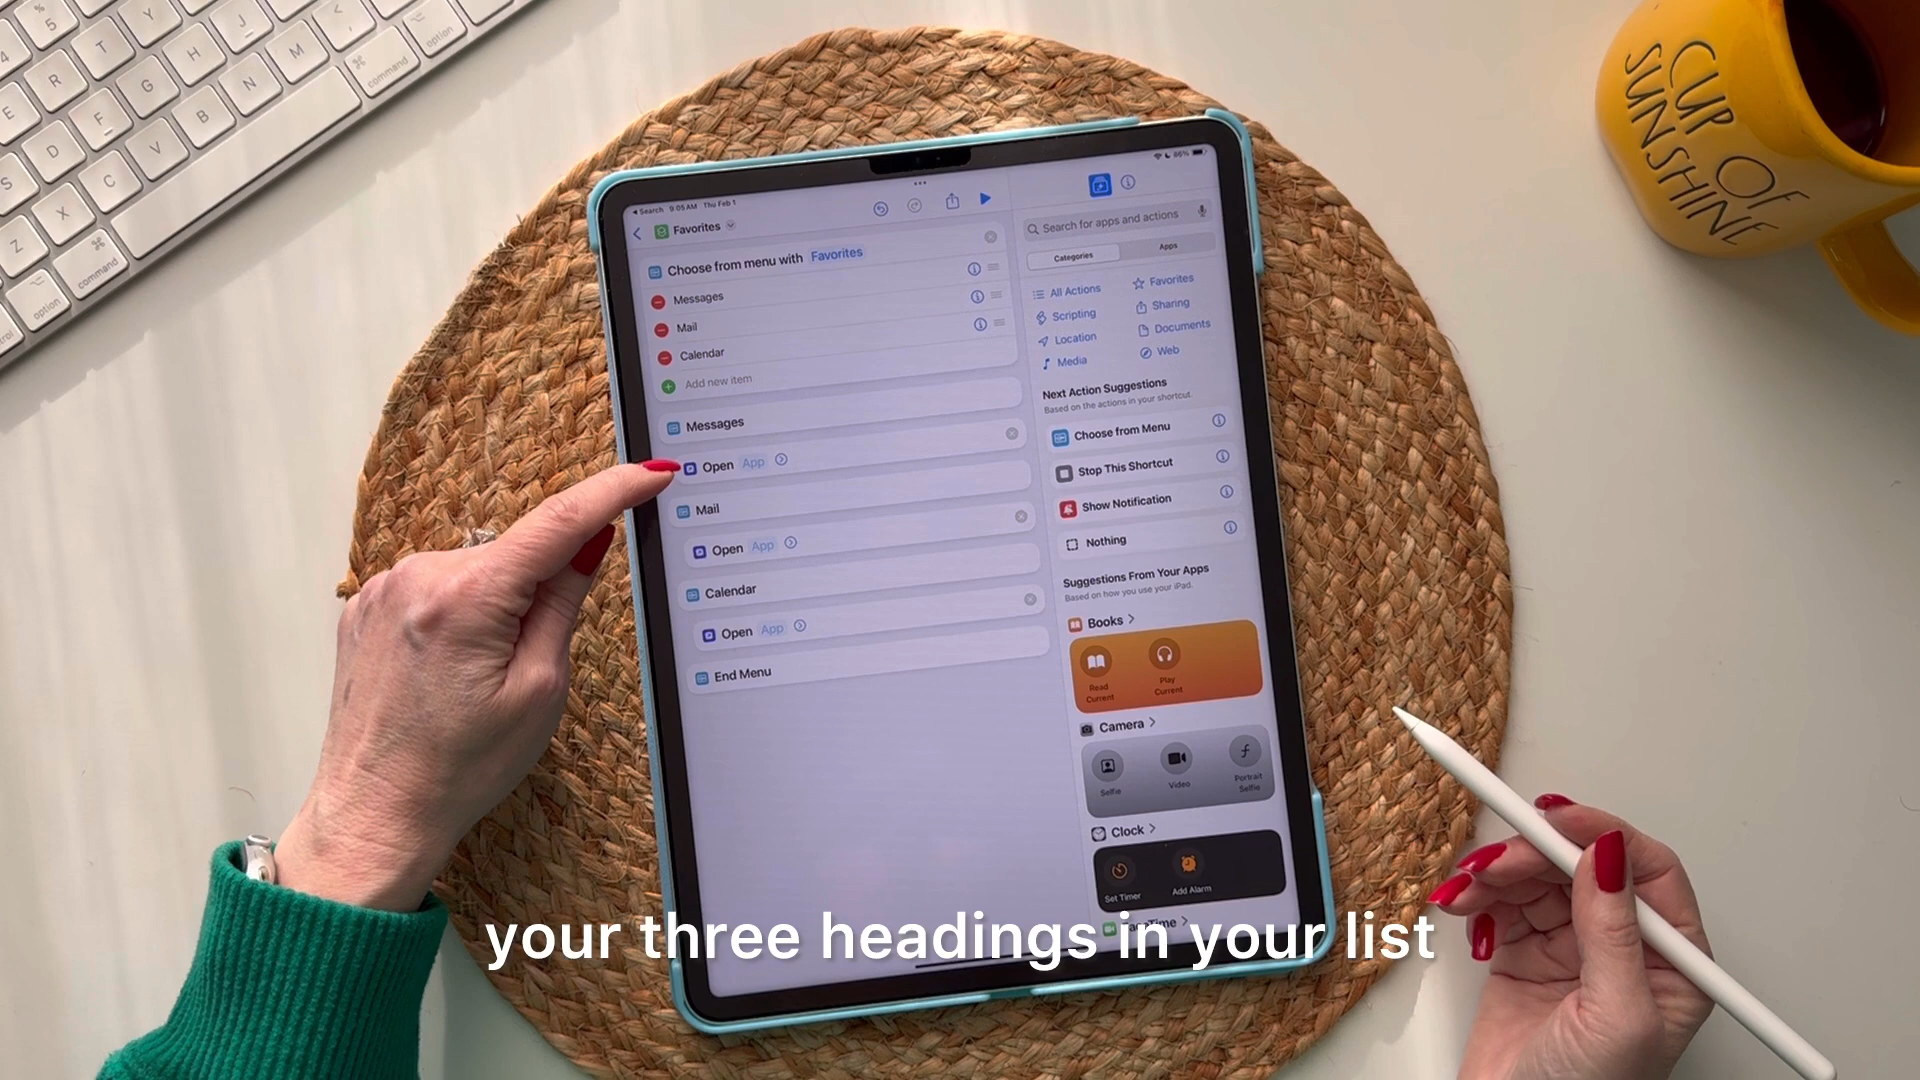 Search 9:05 AM Thu Feb 1
86%
Favorites
Choose from menu with Favorites
Messages
Mail
Calendar
Add new item
Messages
Open App
Mail
Open App
Calendar
Open App
End Menu
Search for apps and actions
Categories
Apps
All Actions
Favorites
Scripting
Sharing
Location
Documents
Media
Web
Next Action Suggestions
Based on the actions in your shortcut.
Choose from Menu
Stop This Shortcut
Show Notification
Nothing
Suggestions From Your Apps
Based on how you use your iPad.
Books
Read Current
Play Current
Camera
Selfie
Video
Portrait Selfie
Clock
Set Timer
Add Alarm
FaceTime
your three headings in your list
CUP OF
SUNSHINE
% 5
T
Y
J
<
,
option
4
R
G
H
M
command
E
F
B
N
D
V
S
C
X
Z
command
option